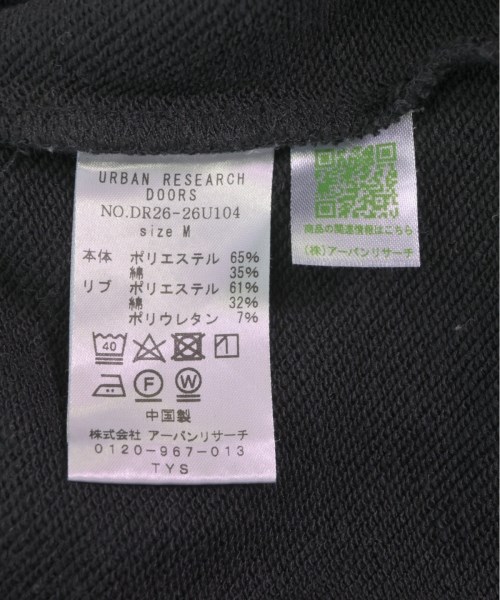 URBAN RESEARCH
DOORS
NO.DR26-26U104
size M
本体 ポリエステル 65%
綿 35%
リブ ポリエステル 61%
綿 32%
ポリウレタン 7%
40
F W
中国製
株式会社 アーバンリサーチ
0120-967-013
TYS
商品の関連情報はこちら
(株)アーバンリサーチ